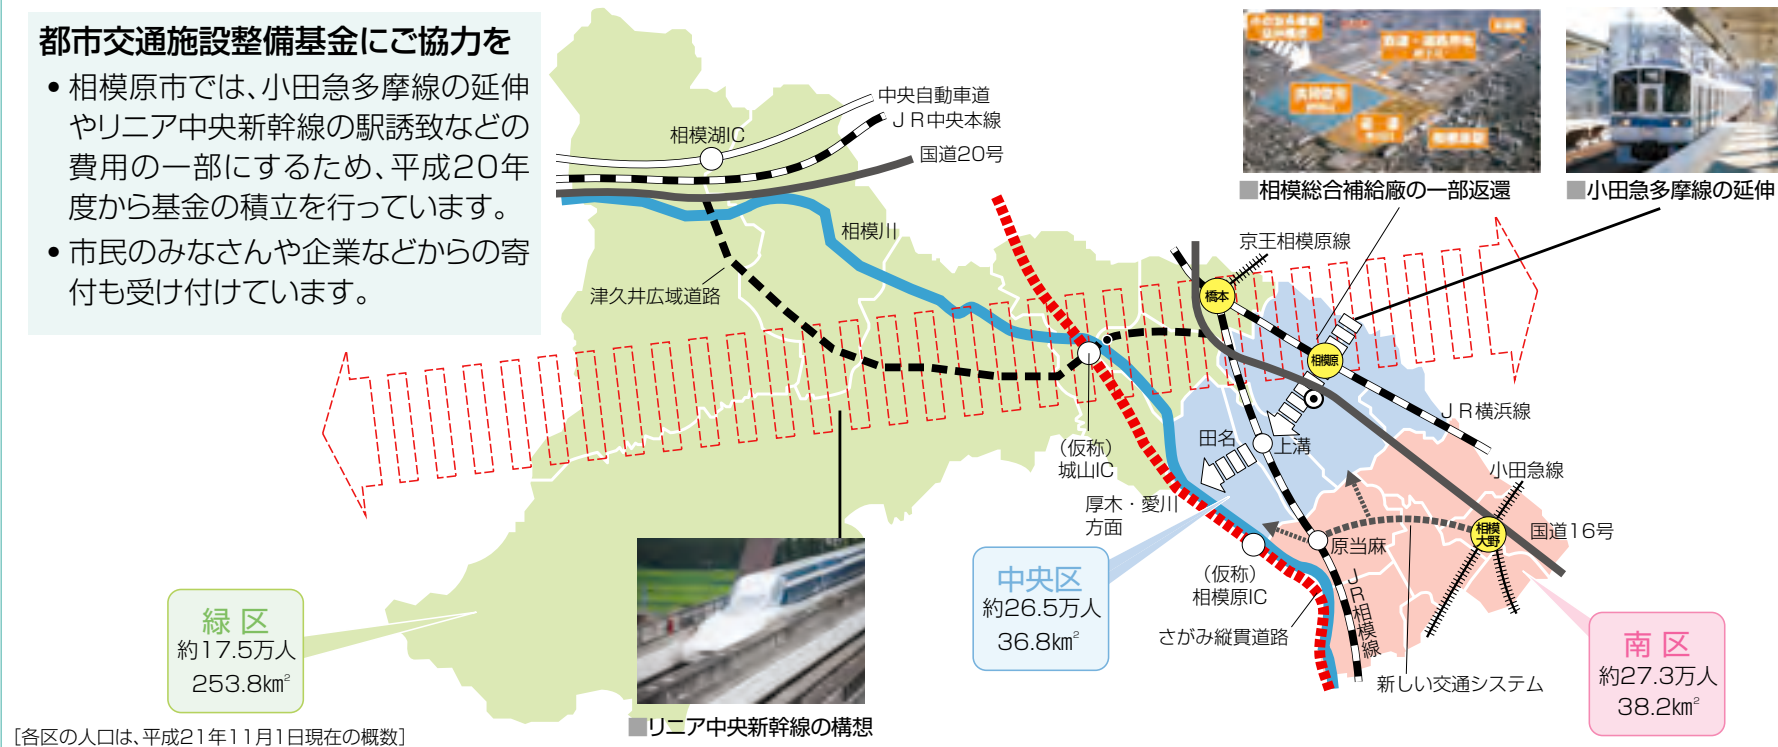 都市交通施設整備基金にご協力を
• 相模原市では、小田急多摩線の延伸
やリニア中央新幹線の駅誘致などの
費用の一部にするため、平成20年
度から基金の積立を行っています。
• 市民のみなさんや企業などからの寄
付も受け付けています。
中央自動車道
JR中央本線
国道20号
相模湖IC
相模川
津久井広域道路
■相模総合補給廠の一部返還
■小田急多摩線の延伸
京王相模原線
橋本
相模原
JR横浜線
田名
上溝
(仮称)
城山IC
厚木・愛川
方面
小田急線
相模
大野
国道16号
原当麻
(仮称)
相模原IC
さがみ縦貫道路
JR相模線
新しい交通システム
緑区
約17.5万人
253.8km²
中央区
約26.5万人
36.8km²
南区
約27.3万人
38.2km²
■リニア中央新幹線の構想
[各区の人口は、平成21年11月1日現在の概数]